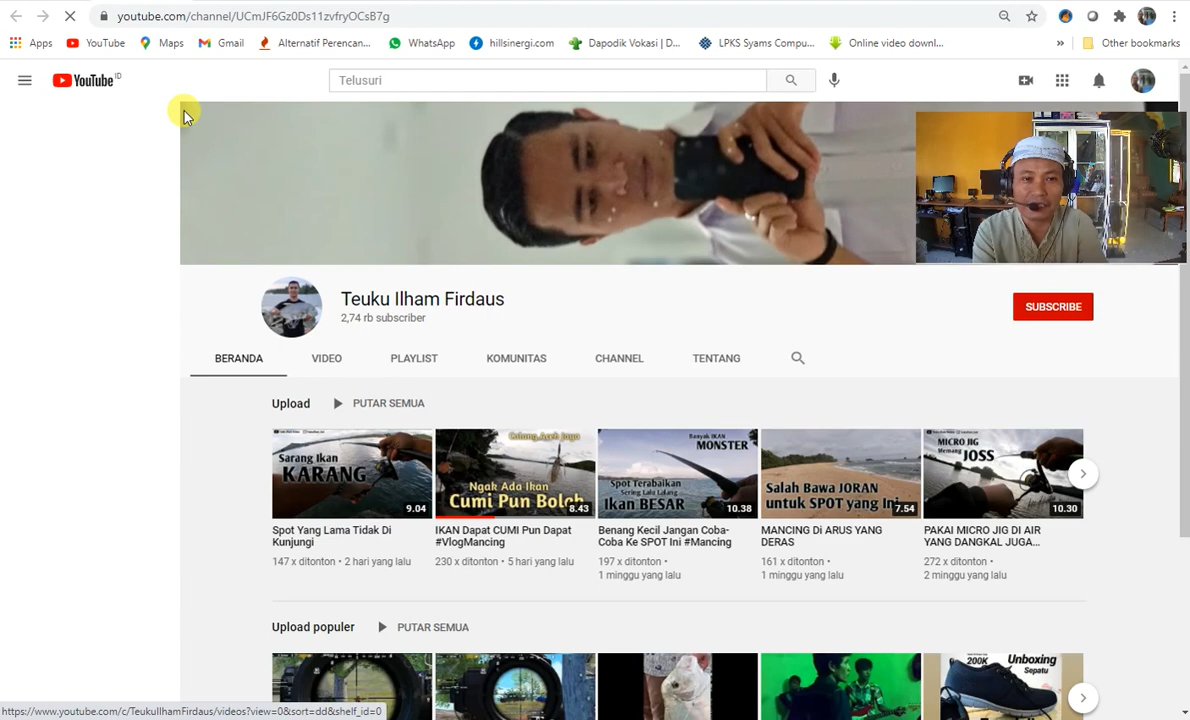 youtube.com/channel/UCmJF6Gz0Ds11zvfryOCsB7g
Apps YouTube Maps Gmail Alternatif Perencan... WhatsApp hillsinergi.com Dapodik Vokasi | D... LPKS Syams Compu... Online video downl... » Other bookmarks
YouTube ID
Telusuri
Teuku Ilham Firdaus
2,74 rb subscriber
SUBSCRIBE
BERANDA VIDEO PLAYLIST KOMUNITAS CHANNEL TENTANG
Upload PUTAR SEMUA
Sarang Ikan
KARANG
9.04
Calang, Aceh Jaya
Ngak Ada Ikan
Cumi Pun Boleh
8.43
Banyak IKAN
MONSTER
Spot Terabaikan
Sering Lalu Lalang
Ikan BESAR
10.38
Salah Bawa JORAN
untuk SPOT yang Ini
7.54
MICRO JIG
Memang
JOSS
10.30
Spot Yang Lama Tidak Di
Kunjungi
147 x ditonton • 2 hari yang lalu
IKAN Dapat CUMI Pun Dapat
#VlogMancing
230 x ditonton • 5 hari yang lalu
Benang Kecil Jangan Coba-
Coba Ke SPOT Ini #Mancing
197 x ditonton •
1 minggu yang lalu
MANCING Di ARUS YANG
DERAS
161 x ditonton •
1 minggu yang lalu
PAKAI MICRO JIG DI AIR
YANG DANGKAL JUGA...
272 x ditonton •
2 minggu yang lalu
Upload populer PUTAR SEMUA
200K Unboxing
Sepatu
https://www.youtube.com/c/TeukuIlhamFirdaus/videos?view=0&sort=dd&shelf_id=0